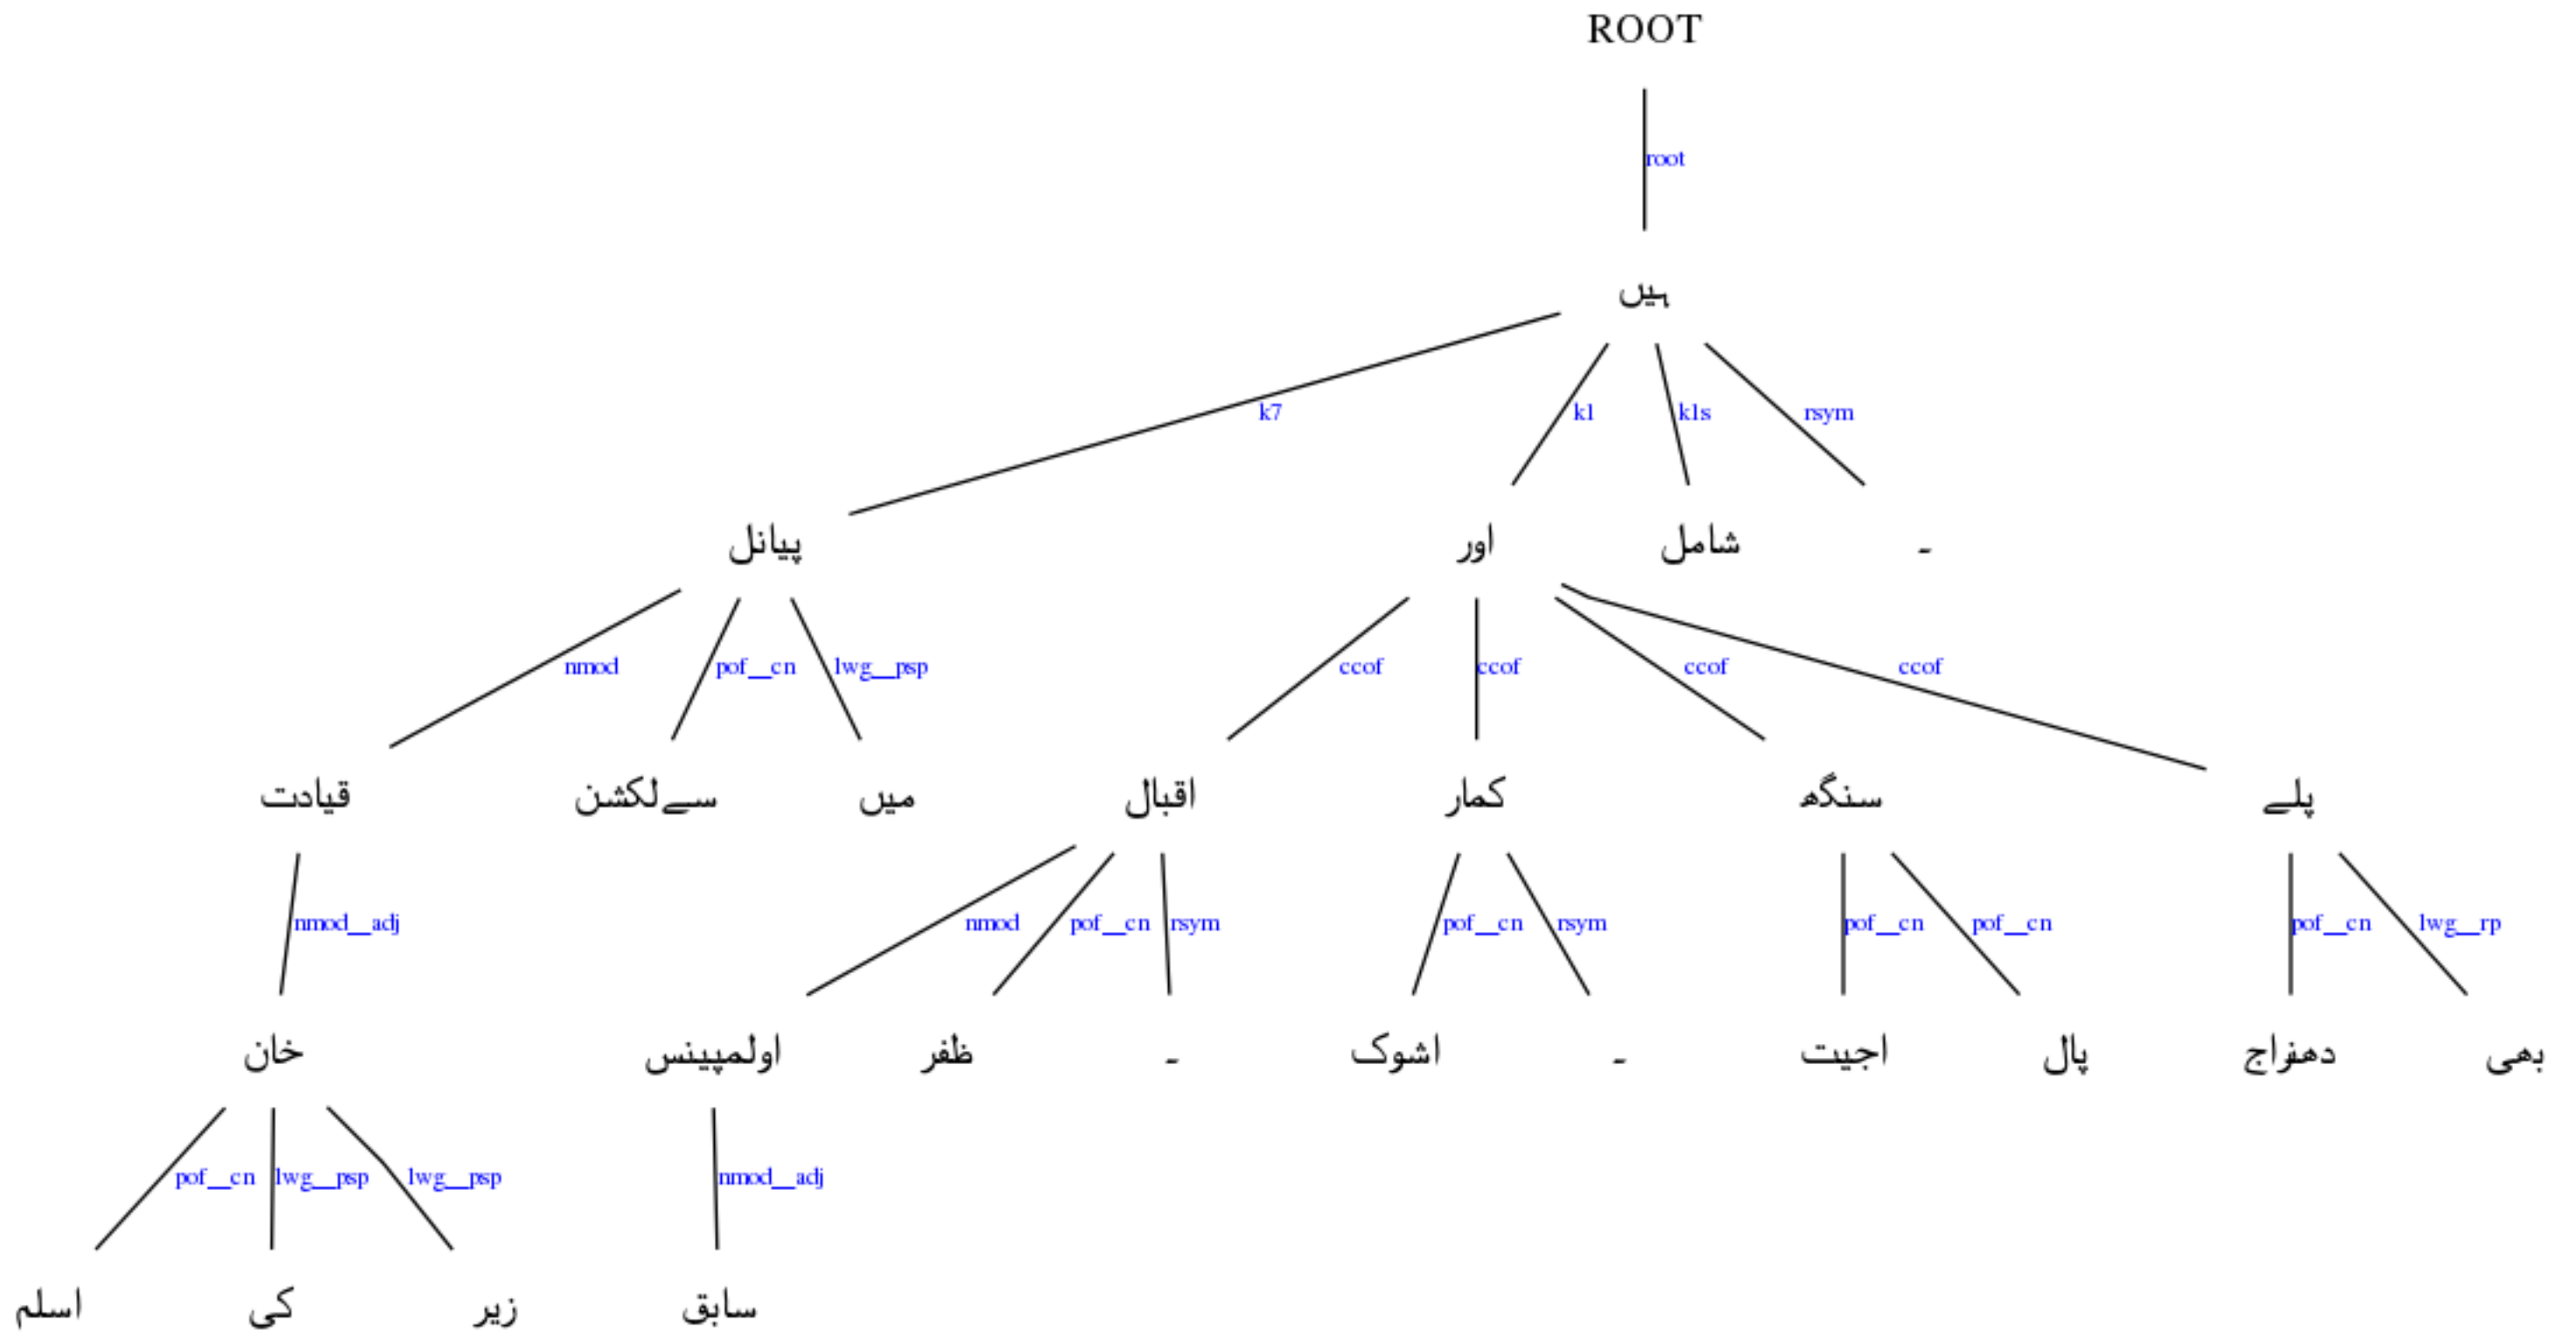 ROOT
root
ہیں
k7 k1 k1s rsym
پیانل اور شامل ۔
nmod pof__cn lwg__psp ccof ccof ccof ccof
قیادت سےلکشن میں اقبال کمار سنگھ پلے
nmod__adj nmod pof__cn rsym pof__cn rsym pof__cn pof__cn pof__cn lwg__rp
خان اولمپینس ظفر ۔ اشوک ۔ اجیت پال دھنراج بھی
pof__cn lwg__psp lwg__psp nmod__adj
اسلم کی زیر سابق